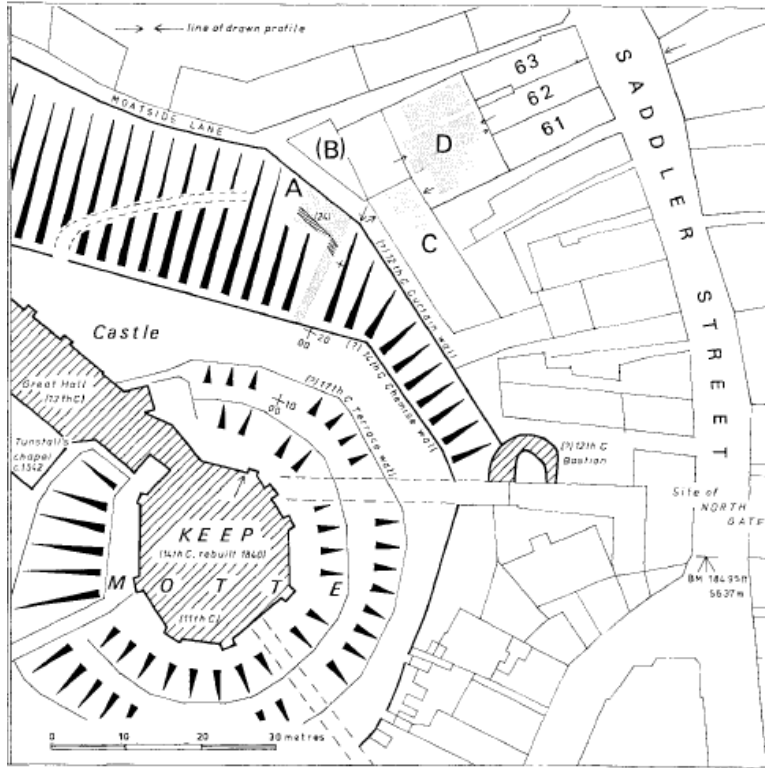 line of drawn profile
MOATSIDE LANE
63
62
61
SADDLER STREET
(B)
A
D
C
(24)
(?) 12th C Curtain wall
Castle
00
20
(?) 14th C Chemise wall
Great Hall
(13thC)
(?) 17th C Terrace wall
00
10
Tunstall's
chapel
c.1542
(?) 12th C
Bastian
Site of
NORTH
GATE
KEEP
(14th C. rebuilt 1840)
MOTTE
(11th C)
BM 184·95ft
56·37m
0 10 20 30 metres